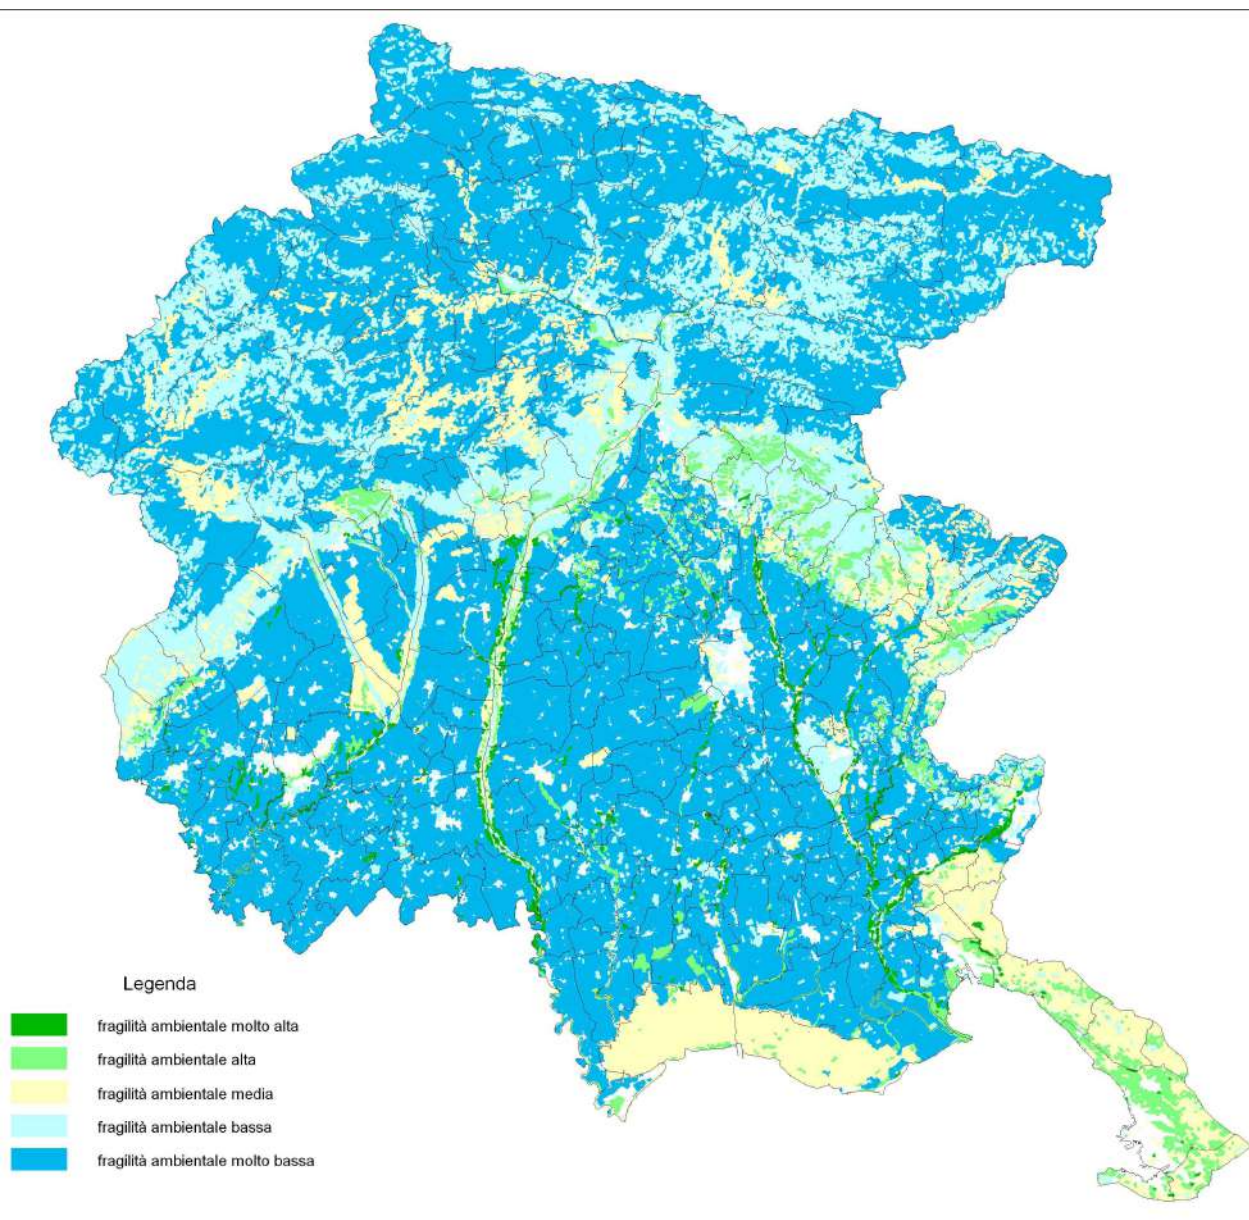 Legenda
fragilità ambientale molto alta
fragilità ambientale alta
fragilità ambientale media
fragilità ambientale bassa
fragilità ambientale molto bassa